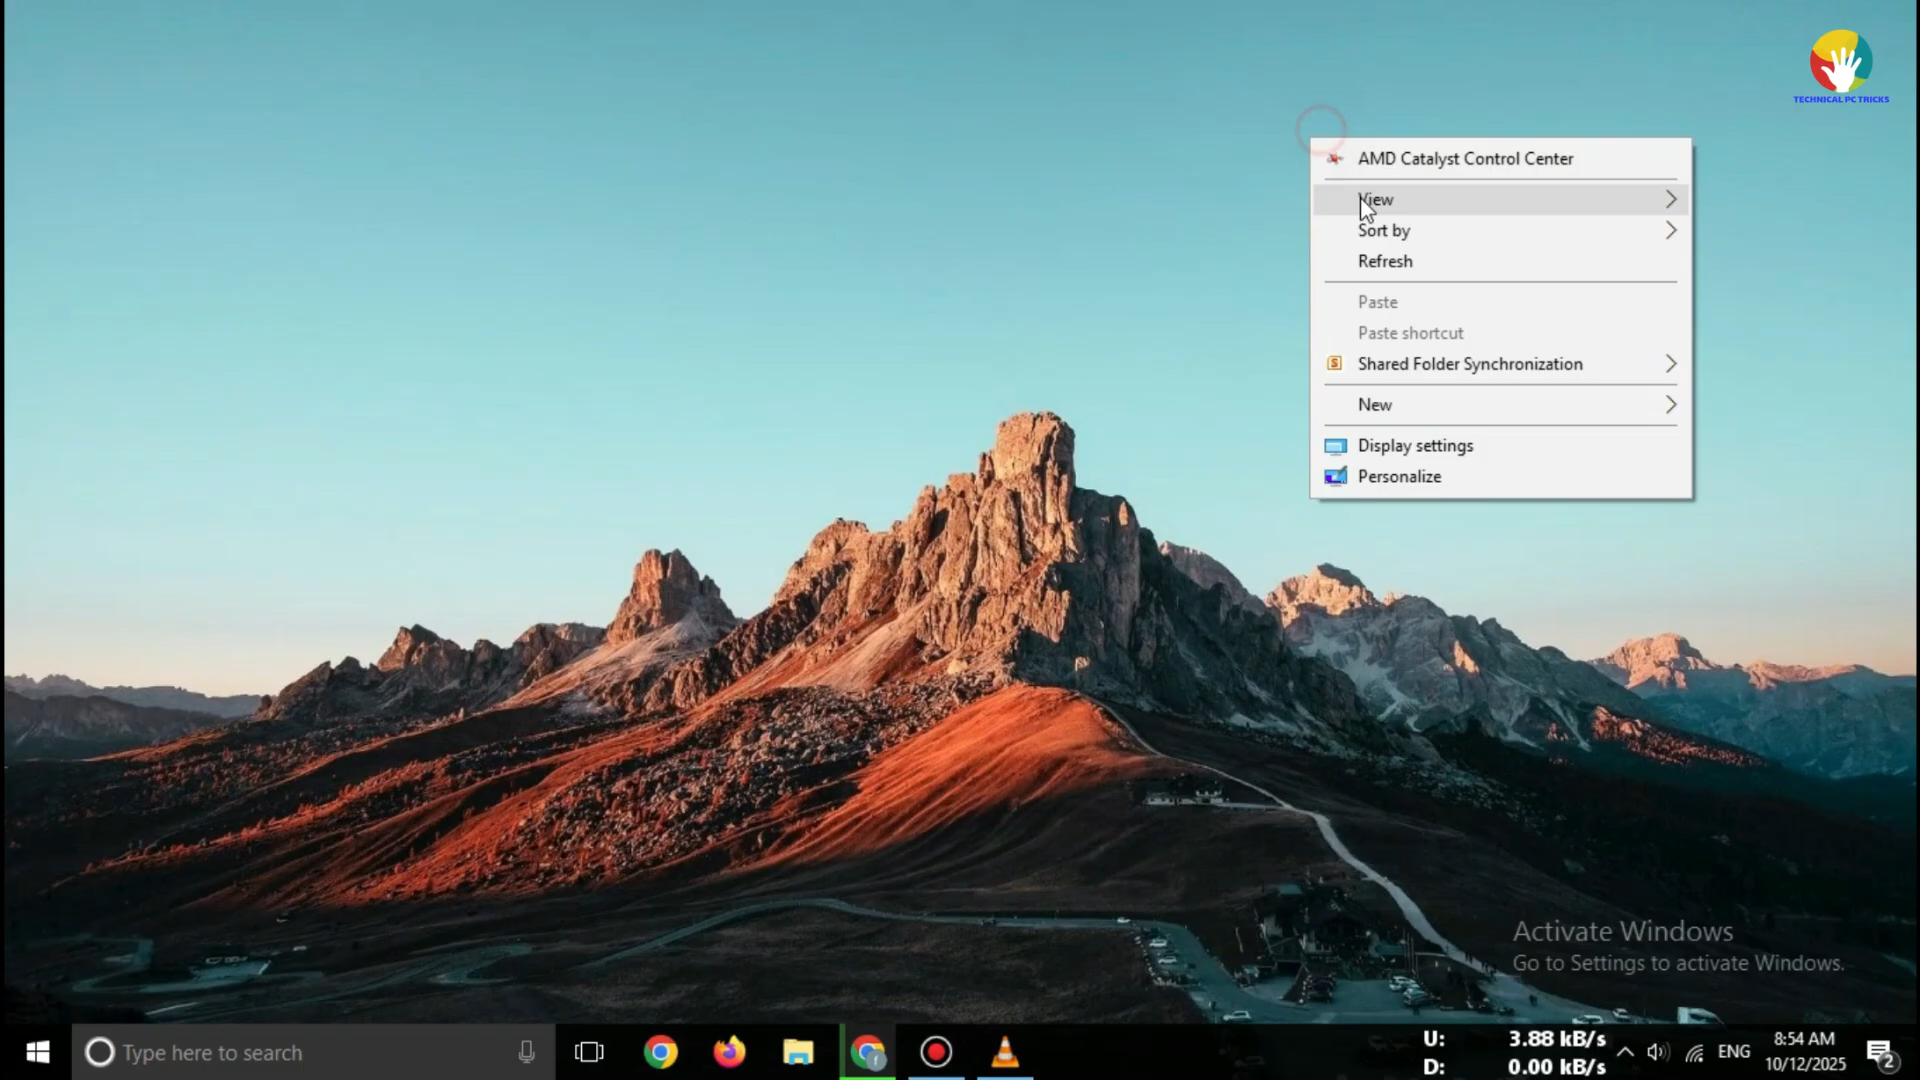 TECHNICAL PC TRICKS
AMD Catalyst Control Center
View
Sort by
Refresh
Paste
Paste shortcut
S
Shared Folder Synchronization
New
Display settings
Personalize
Activate Windows
Go to Settings to activate Windows.
Type here to search
f
U: 3.88 kB/s
D: 0.00 kB/s
ENG
8:54 AM
10/12/2025
2